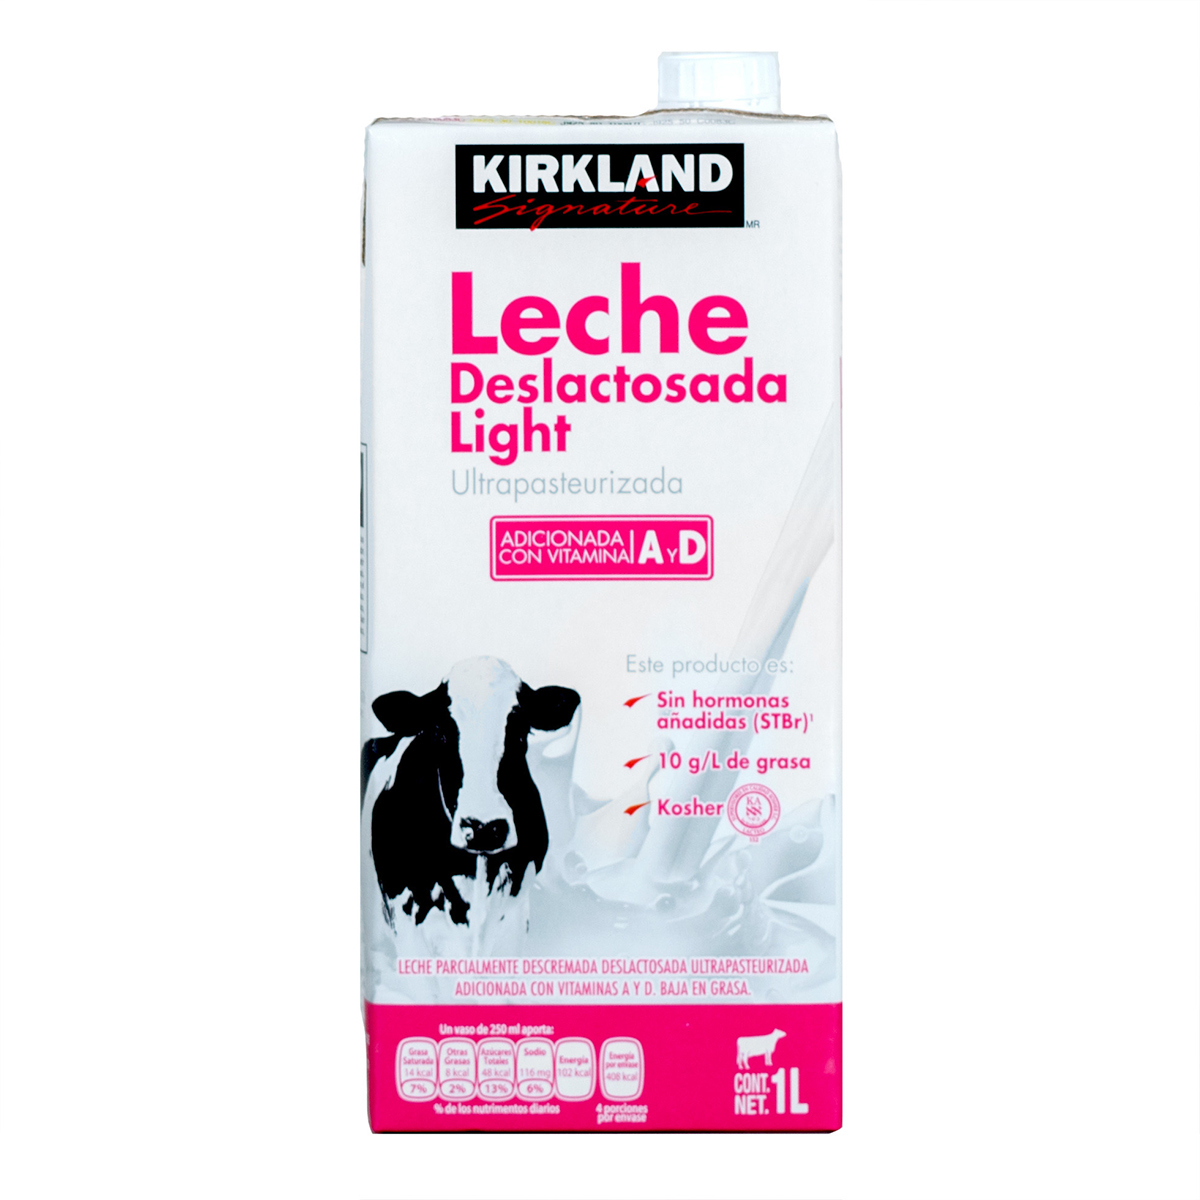 KIRKLAND
Signature
MR
Leche
Deslactosada
Light
Ultrapasteurizada
ADICIONADA
CON VITAMINA
A Y D
Este producto es:
Sin hormonas
añadidas (STBr)¹
10 g/L de grasa
Kosher
KA
LECHE PARCIALMENTE DESCREMADA DESLACTOSADA ULTRAPASTEURIZADA
ADICIONADA CON VITAMINAS A Y D. BAJA EN GRASA.
Un vaso de 250 ml aporta:
Grasa Saturada 14 kcal 7%
Otras Grasas 8 kcal 2%
Azúcares Totales 48 kcal 13%
Sodio 116 mg 6%
Energía 102 kcal
Energía por envase 408 kcal
% de los nutrimentos diarios
4 porciones
por envase
CONT.
NET. 1L